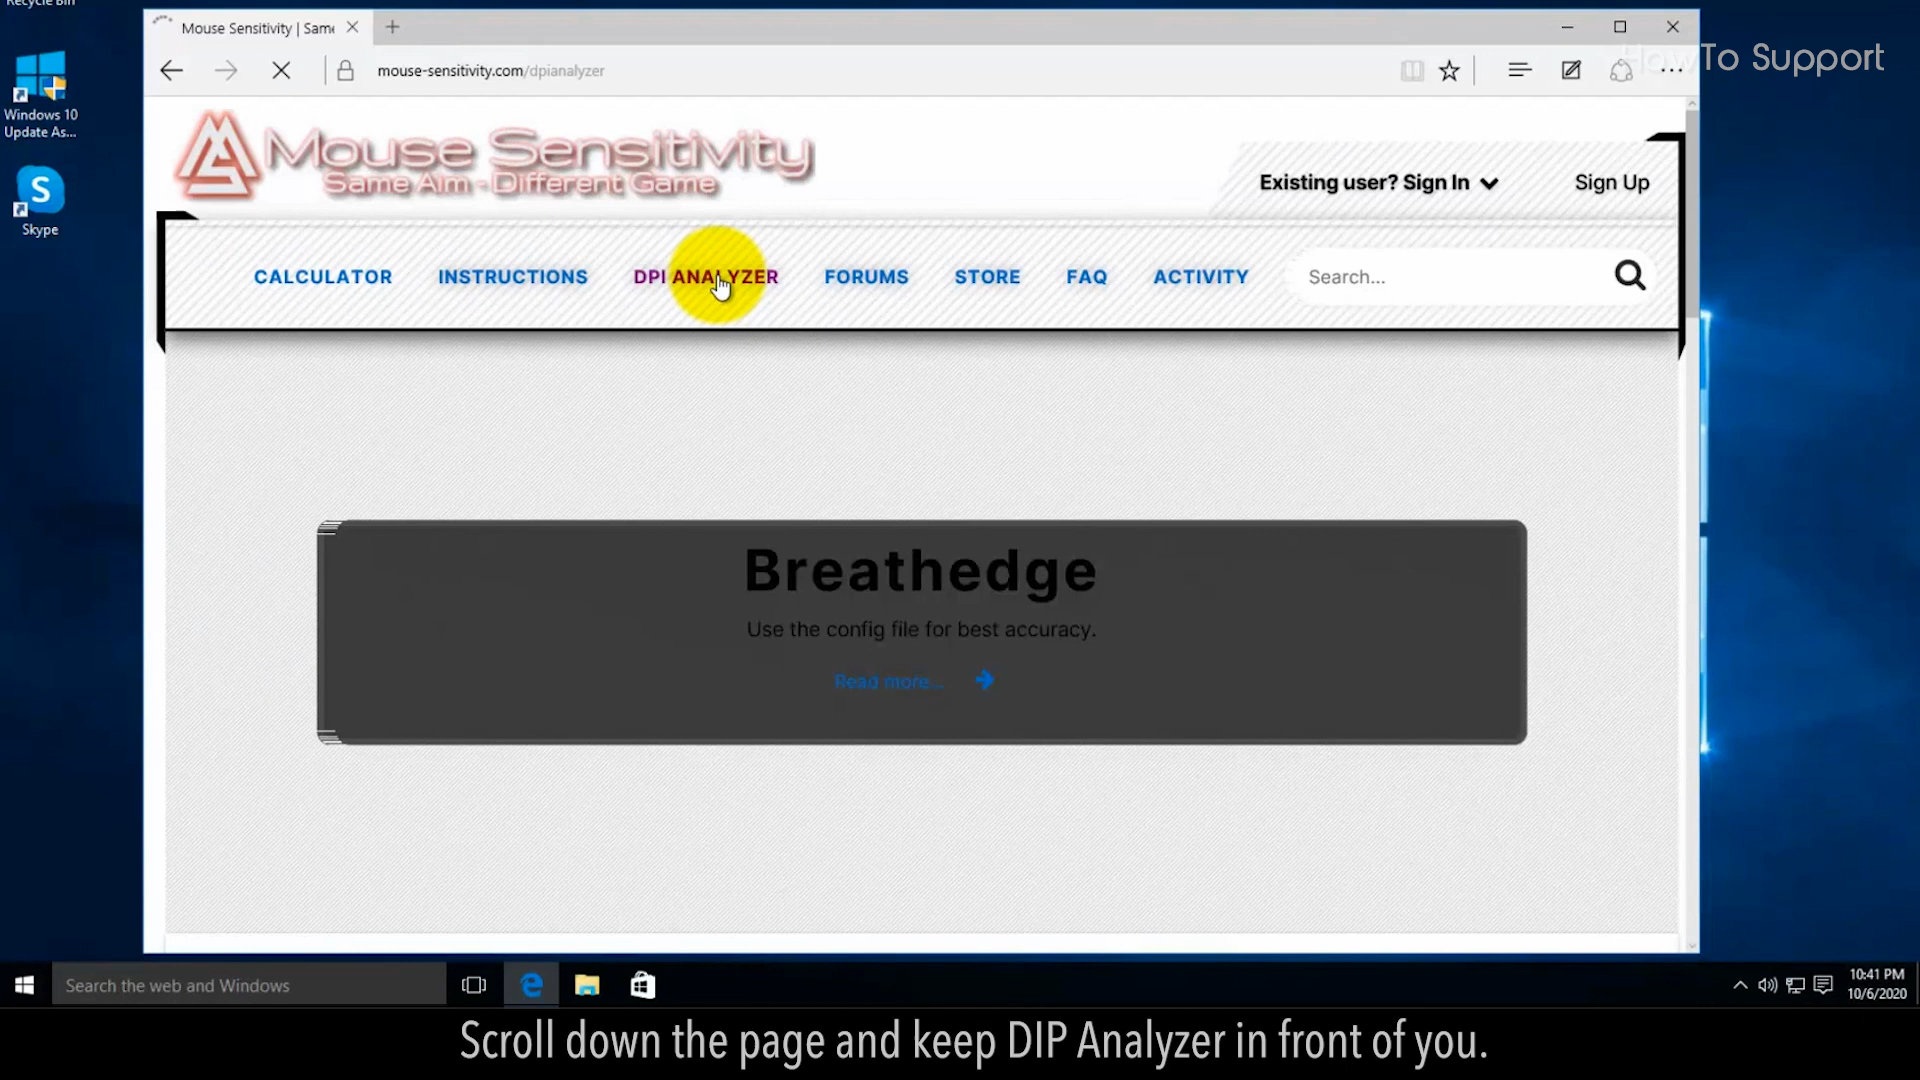 Recycle Bin
Mouse Sensitivity | Same
HowTo Support
mouse-sensitivity.com/dpianalyzer
Windows 10
Update As...
Mouse Sensitivity
Same Aim - Different Game
Existing user? Sign In
Sign Up
S
Skype
CALCULATOR
INSTRUCTIONS
DPI ANALYZER
FORUMS
STORE
FAQ
ACTIVITY
Search...
Breathedge
Use the config file for best accuracy.
Read more...
Search the web and Windows
10:41 PM
10/6/2020
Scroll down the page and keep DIP Analyzer in front of you.